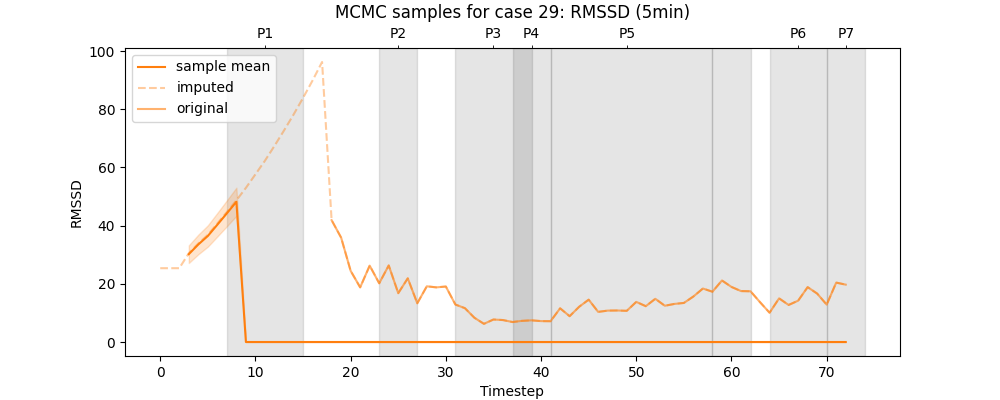 MCMC samples for case 29: RMSSD (5min)
P1 P2 P3 P4 P5 P6 P7
sample mean
imputed
original
RMSSD
100
80
60
40
20
0
0 10 20 30 40 50 60 70
Timestep